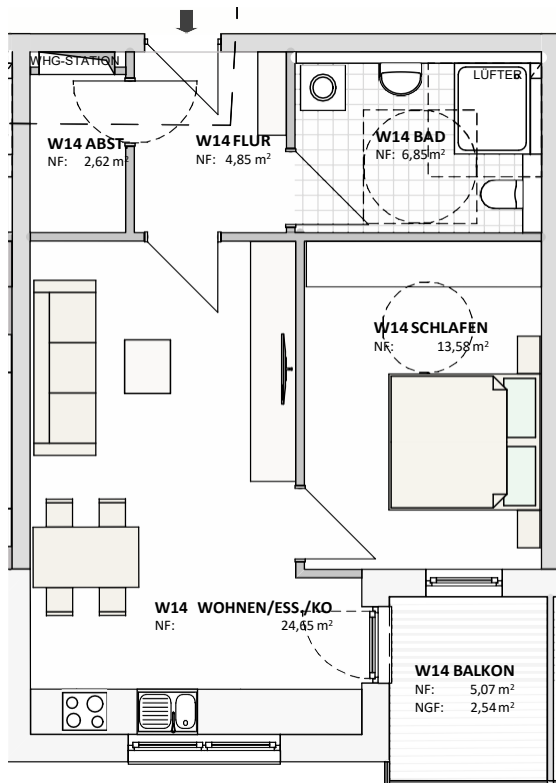 WHG-STATION
LÜFTER
W14 ABST
NF: 2,62 m²
W14 FLUR
NF: 4,85 m²
W14 BAD
NF: 6,85 m²
W14 SCHLAFEN
NF: 13,58 m²
W14 WOHNEN/ESS./KO
NF: 24,65 m²
W14 BALKON
NF: 5,07 m²
NGF: 2,54 m²